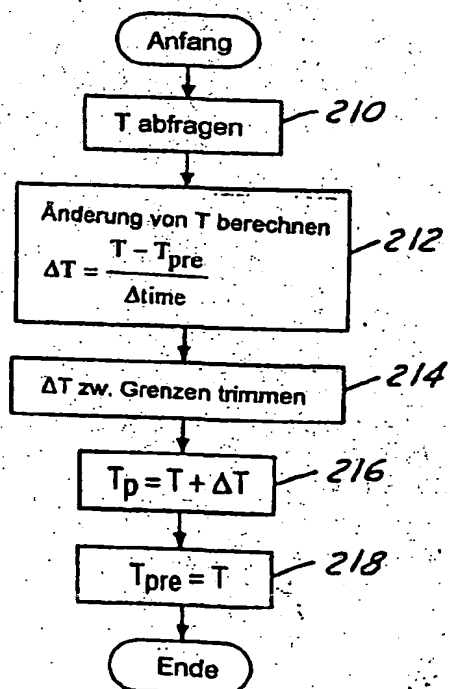 Anfang
T abfragen
210
Änderung von T berechnen
ΔT = (T − Tpre) / Δtime
212
ΔT zw. Grenzen trimmen
214
Tp = T + ΔT
216
Tpre = T
218
Ende